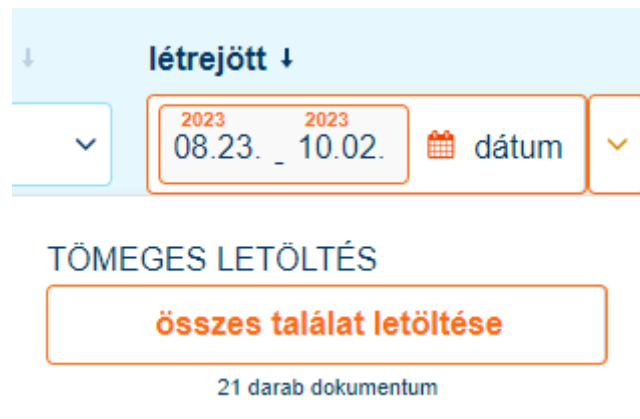 létrejött
2023 2023
08.23. - 10.02. dátum
TÖMEGES LETÖLTÉS
összes találat letöltése
21 darab dokumentum